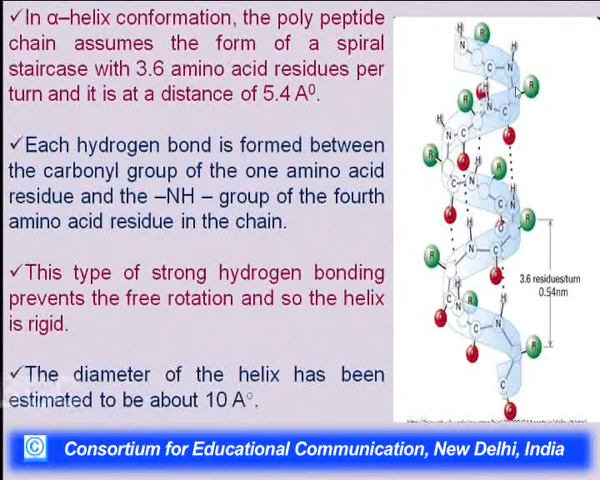 ✓In α–helix conformation, the poly peptide
chain assumes the form of a spiral
staircase with 3.6 amino acid residues per
turn and it is at a distance of 5.4 A⁰.
✓Each hydrogen bond is formed between
the carbonyl group of the one amino acid
residue and the –NH – group of the fourth
amino acid residue in the chain.
✓This type of strong hydrogen bonding
prevents the free rotation and so the helix
is rigid.
✓The diameter of the helix has been
estimated to be about 10 A°.
3.6 residues/turn
0.54nm
© Consortium for Educational Communication, New Delhi, India